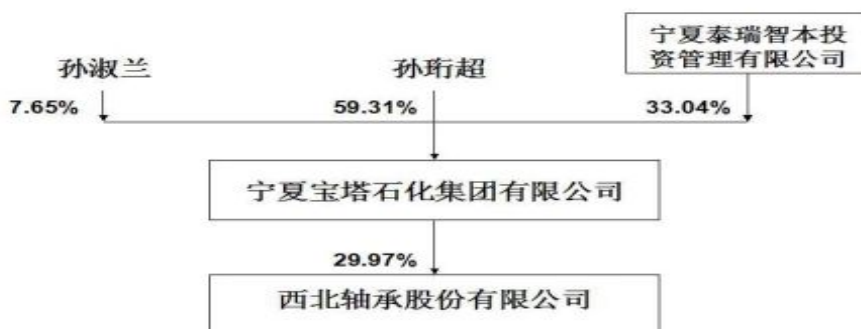 宁夏泰瑞智本投
资管理有限公司
孙淑兰
孙珩超
7.65%
59.31%
33.04%
宁夏宝塔石化集团有限公司
29.97%
西北轴承股份有限公司